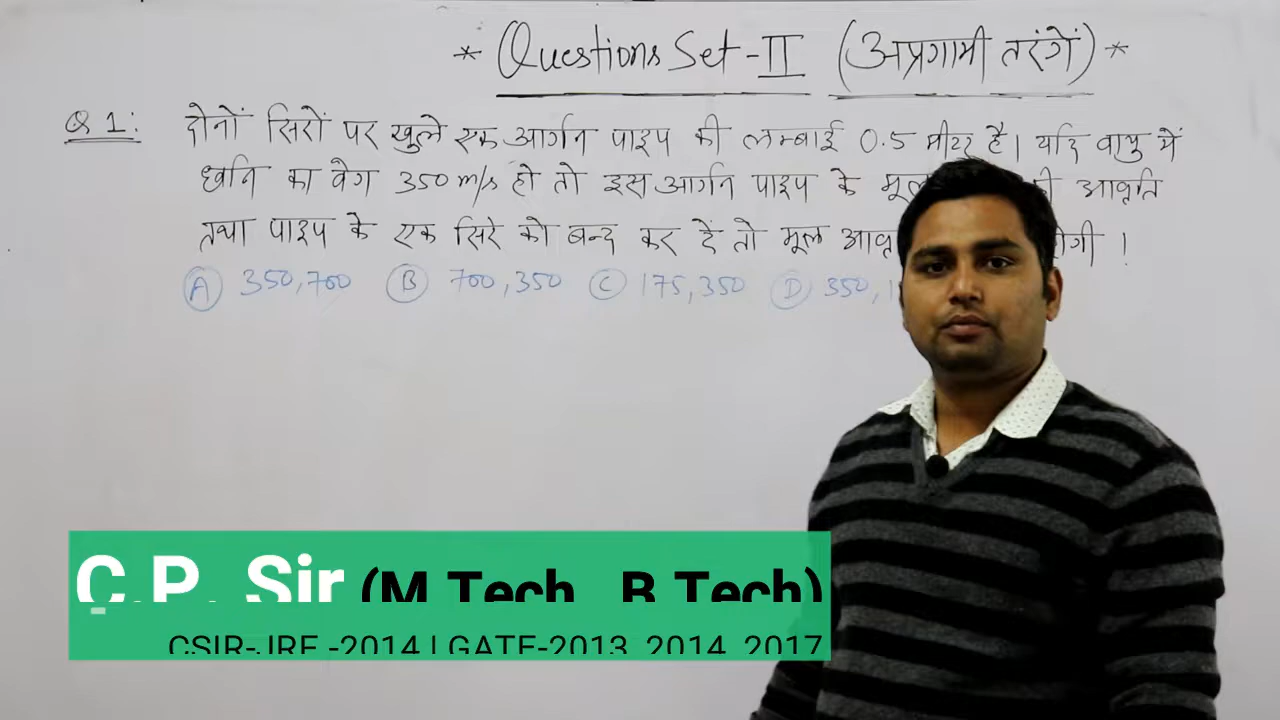 * Questions Set-II (अप्रगामी तरंगें) *
Q 1: दोनों सिरों पर खुले एक आर्गन पाइप की लम्बाई 0.5 मीटर है। यदि वायु में
ध्वनि का वेग 350 m/s हो तो इस आर्गन पाइप के मूल आवृति
तथा पाइप के एक सिरे को बन्द कर दें तो मूल
(A) 350,700 (B) 700,350 (C) 175,350 (D) 350,
C.P. Sir (M.Tech, B.Tech)
CSIR-JRF -2014 | GATE-2013, 2014, 2017